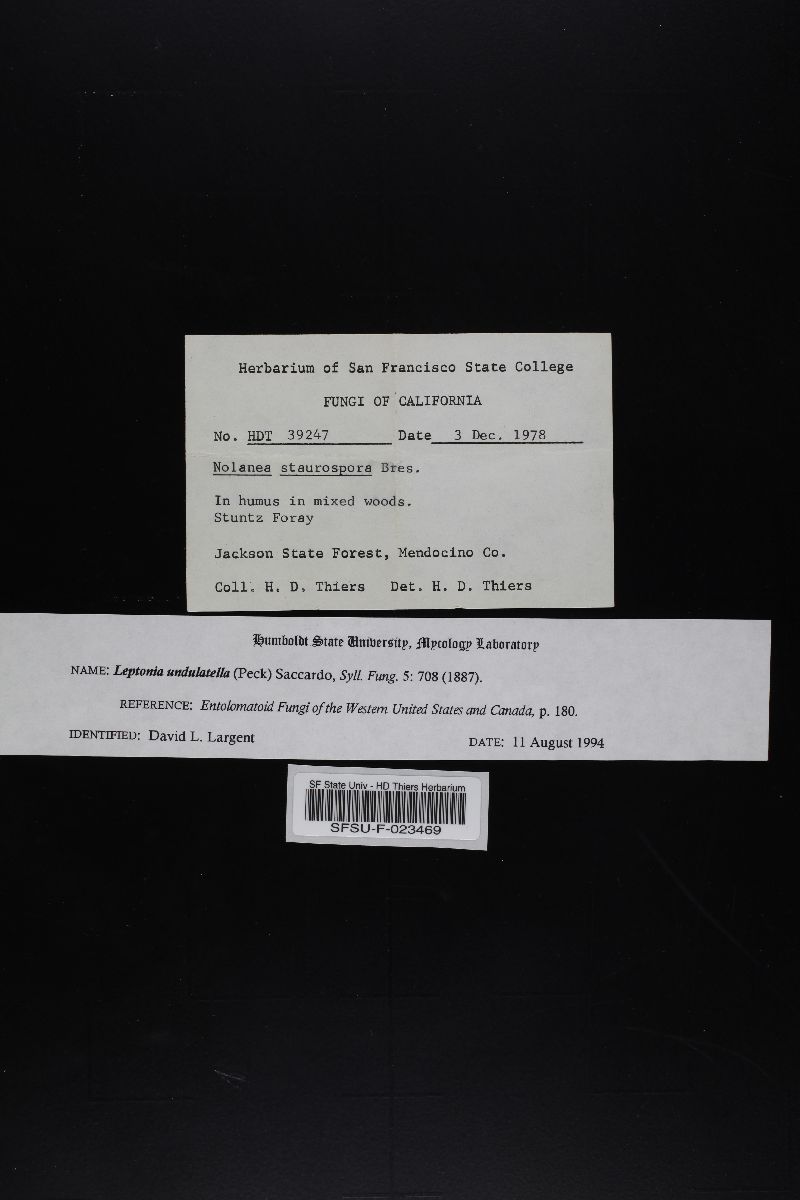 Herbarium of San Francisco State College
FUNGI OF CALIFORNIA
No. HDT 39247 Date 3 Dec. 1978
Nolanea staurospora Bres.
In humus in mixed woods.
Stuntz Foray
Jackson State Forest, Mendocino Co.
Coll. H. D. Thiers Det. H. D. Thiers
Humboldt State University, Mycology Laboratory
NAME: Leptonia undulatella (Peck) Saccardo, Syll. Fung. 5: 708 (1887).
REFERENCE: Entolomatoid Fungi of the Western United States and Canada, p. 180.
IDENTIFIED: David L. Largent DATE: 11 August 1994
SF State Univ - HD Thiers Herbarium
SFSU-F-023469